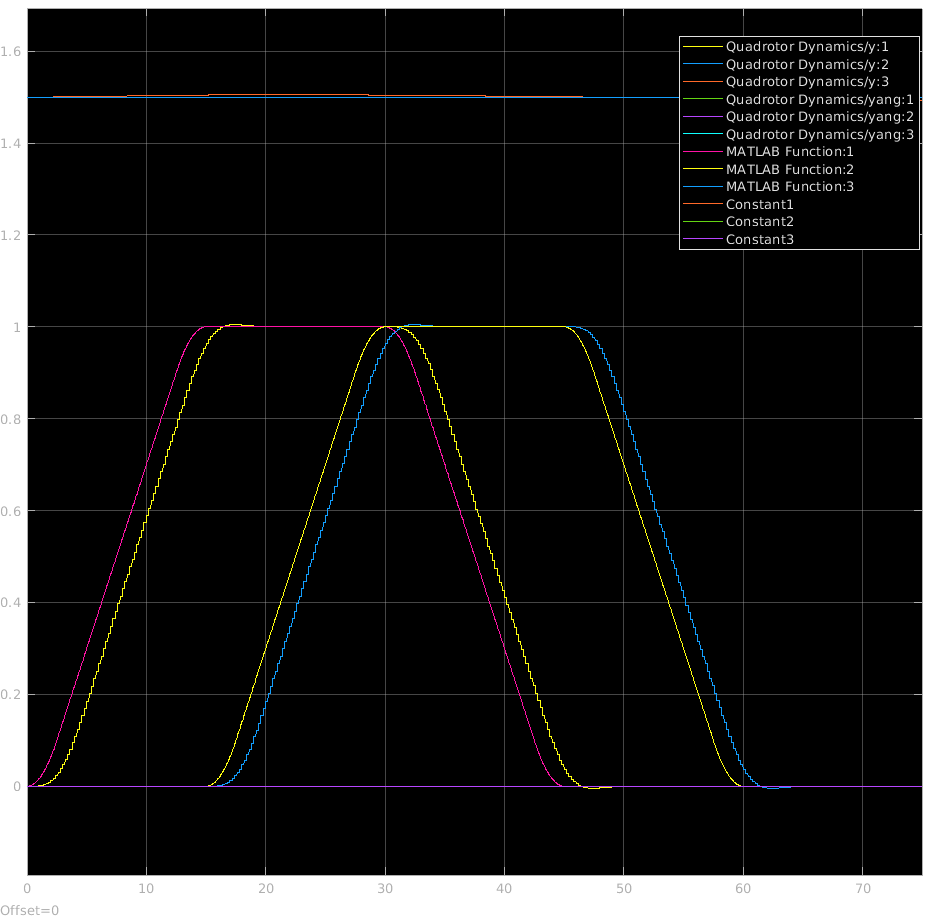 1.6
1.4
1.2
1
0.8
0.6
0.4
0.2
0
Quadrotor Dynamics/y:1
Quadrotor Dynamics/y:2
Quadrotor Dynamics/y:3
Quadrotor Dynamics/yang:1
Quadrotor Dynamics/yang:2
Quadrotor Dynamics/yang:3
MATLAB Function:1
MATLAB Function:2
MATLAB Function:3
Constant1
Constant2
Constant3
0 10 20 30 40 50 60 70
Offset=0